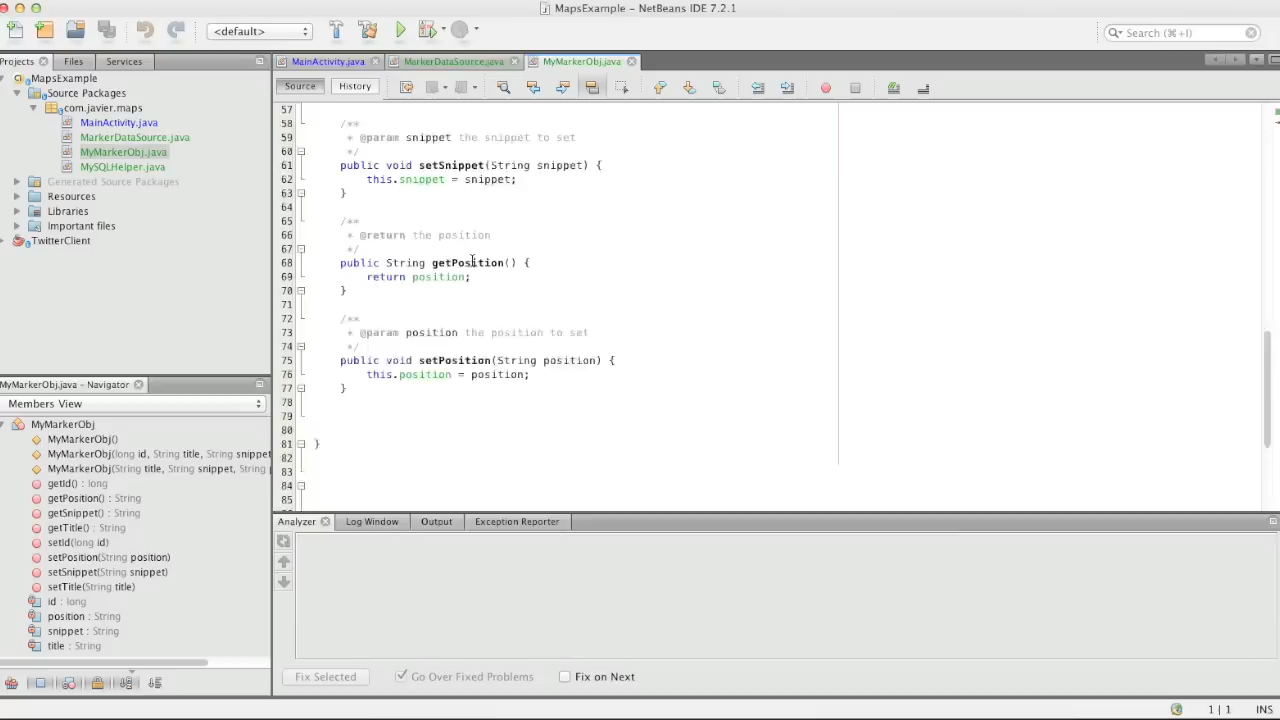 MapsExample – NetBeans IDE 7.2.1
<default>
Search (⌘+I)
Projects
Files
Services
MapsExample
Source Packages
com.javier.maps
MainActivity.java
MarkerDataSource.java
MyMarkerObj.java
MySQLHelper.java
Generated Source Packages
Resources
Libraries
Important files
TwitterClient
MyMarkerObj.java - Navigator
Members View
MyMarkerObj
MyMarkerObj()
MyMarkerObj(long id, String title, String snippet
MyMarkerObj(String title, String snippet, String p
getId() : long
getPosition() : String
getSnippet() : String
getTitle() : String
setId(long id)
setPosition(String position)
setSnippet(String snippet)
setTitle(String title)
id : long
position : String
snippet : String
title : String
MainActivity.java
MarkerDataSource.java
MyMarkerObj.java
Source
History
57
58 /**
59 * @param snippet the snippet to set
60 */
61 public void setSnippet(String snippet) {
62 this.snippet = snippet;
63 }
64
65 /**
66 * @return the position
67 */
68 public String getPosition() {
69 return position;
70 }
71
72 /**
73 * @param position the position to set
74 */
75 public void setPosition(String position) {
76 this.position = position;
77 }
78
79
80
81 }
82
83
84
85
Analyzer
Log Window
Output
Exception Reporter
Fix Selected
Go Over Fixed Problems
Fix on Next
1 | 1
INS